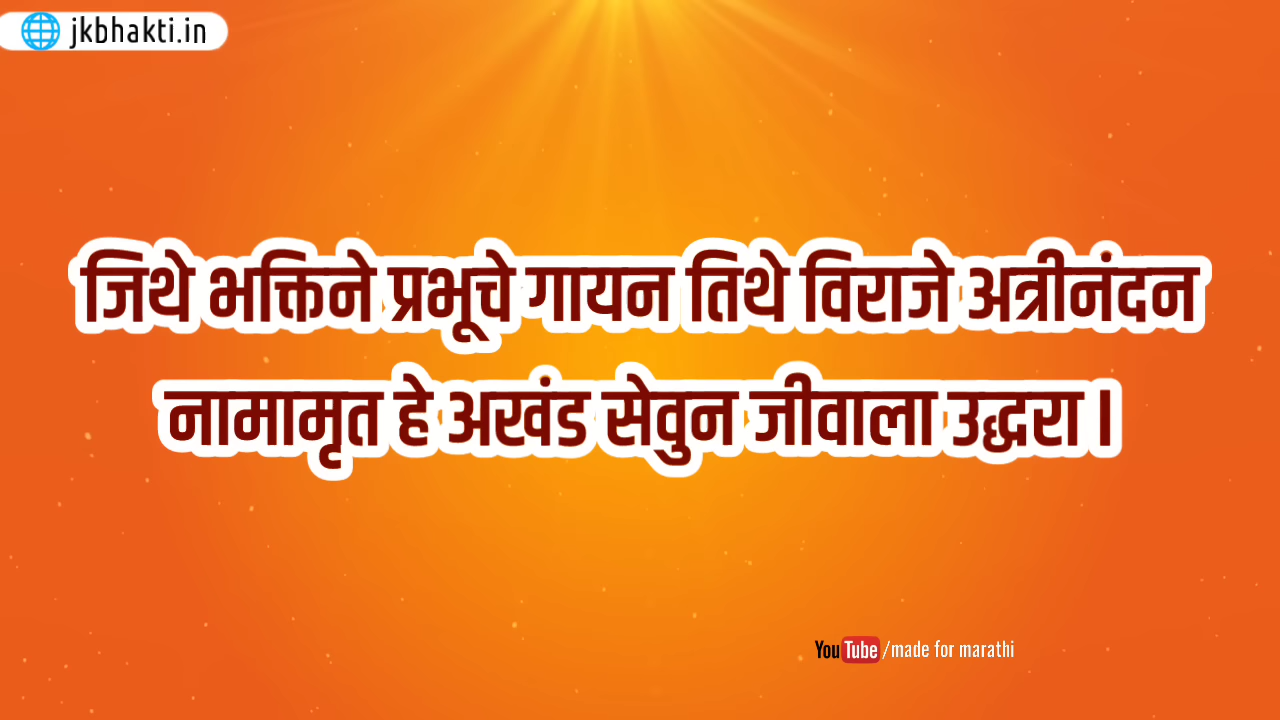 jkbhakti.in
जिथे भक्तिने प्रभूचे गायन तिथे विराजे अत्रीनंदन
नामामृत हे अखंड सेवुन जीवाला उद्धरा ।
YouTube/made for marathi